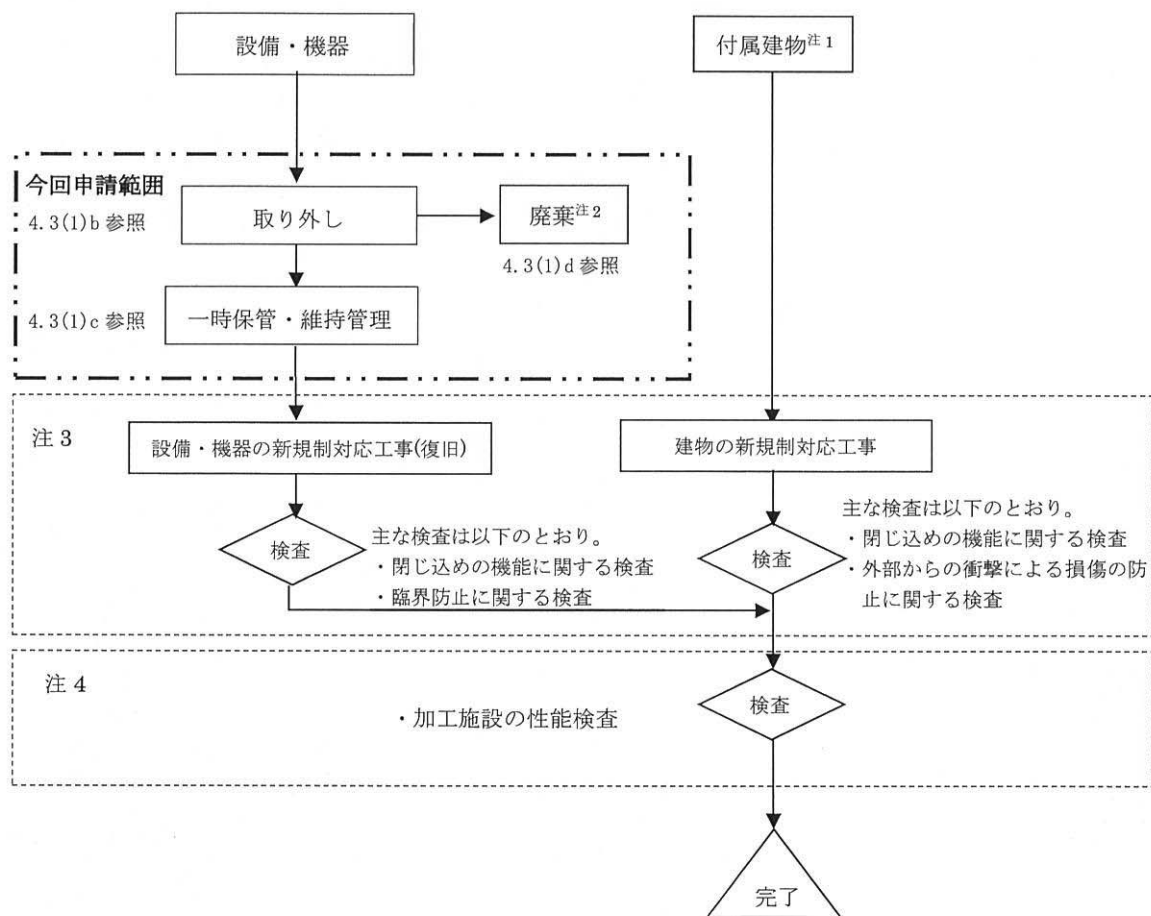 設備・機器
付属建物注1
今回申請範囲
4.3(1)b 参照
取り外し
廃棄注2
4.3(1)d 参照
4.3(1)c 参照
一時保管・維持管理
注3
設備・機器の新規制対応工事(復旧)
建物の新規制対応工事
検査
主な検査は以下のとおり。
・閉じ込めの機能に関する検査
・臨界防止に関する検査
検査
主な検査は以下のとおり。
・閉じ込めの機能に関する検査
・外部からの衝撃による損傷の防
止に関する検査
注4
・加工施設の性能検査
検査
完了